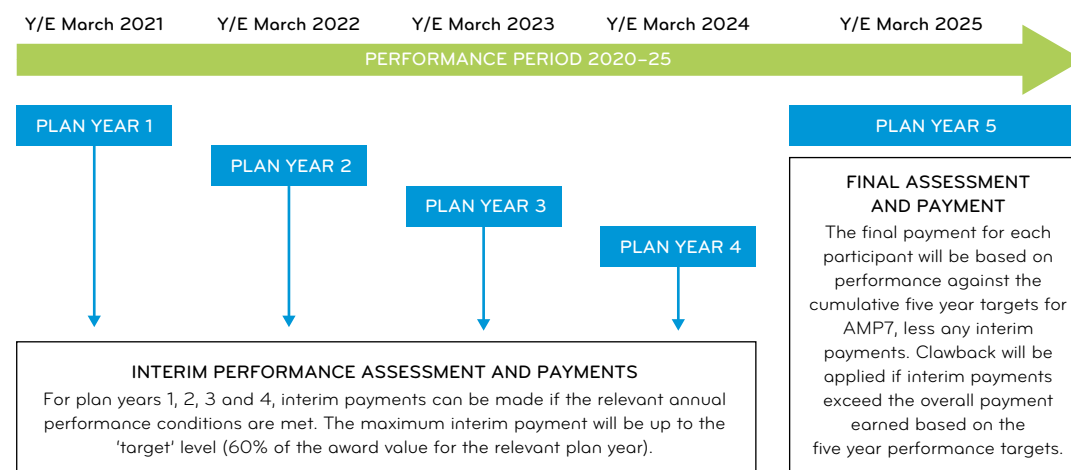 Y/E March 2021 Y/E March 2022 Y/E March 2023 Y/E March 2024 Y/E March 2025
PERFORMANCE PERIOD 2020–25
PLAN YEAR 1
PLAN YEAR 2
PLAN YEAR 3
PLAN YEAR 4
INTERIM PERFORMANCE ASSESSMENT AND PAYMENTS
For plan years 1, 2, 3 and 4, interim payments can be made if the relevant annual
performance conditions are met. The maximum interim payment will be up to the
‘target’ level (60% of the award value for the relevant plan year).
PLAN YEAR 5
FINAL ASSESSMENT
AND PAYMENT
The final payment for each
participant will be based on
performance against the
cumulative five year targets for
AMP7, less any interim
payments. Clawback will be
applied if interim payments
exceed the overall payment
earned based on the
five year performance targets.